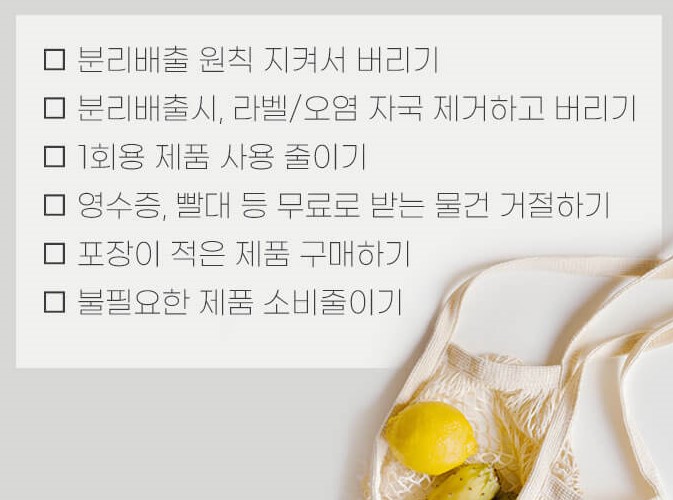 □ 분리배출 원칙 지켜서 버리기
□ 분리배출시, 라벨/오염 자국 제거하고 버리기
□ 1회용 제품 사용 줄이기
□ 영수증, 빨대 등 무료로 받는 물건 거절하기
□ 포장이 적은 제품 구매하기
□ 불필요한 제품 소비줄이기